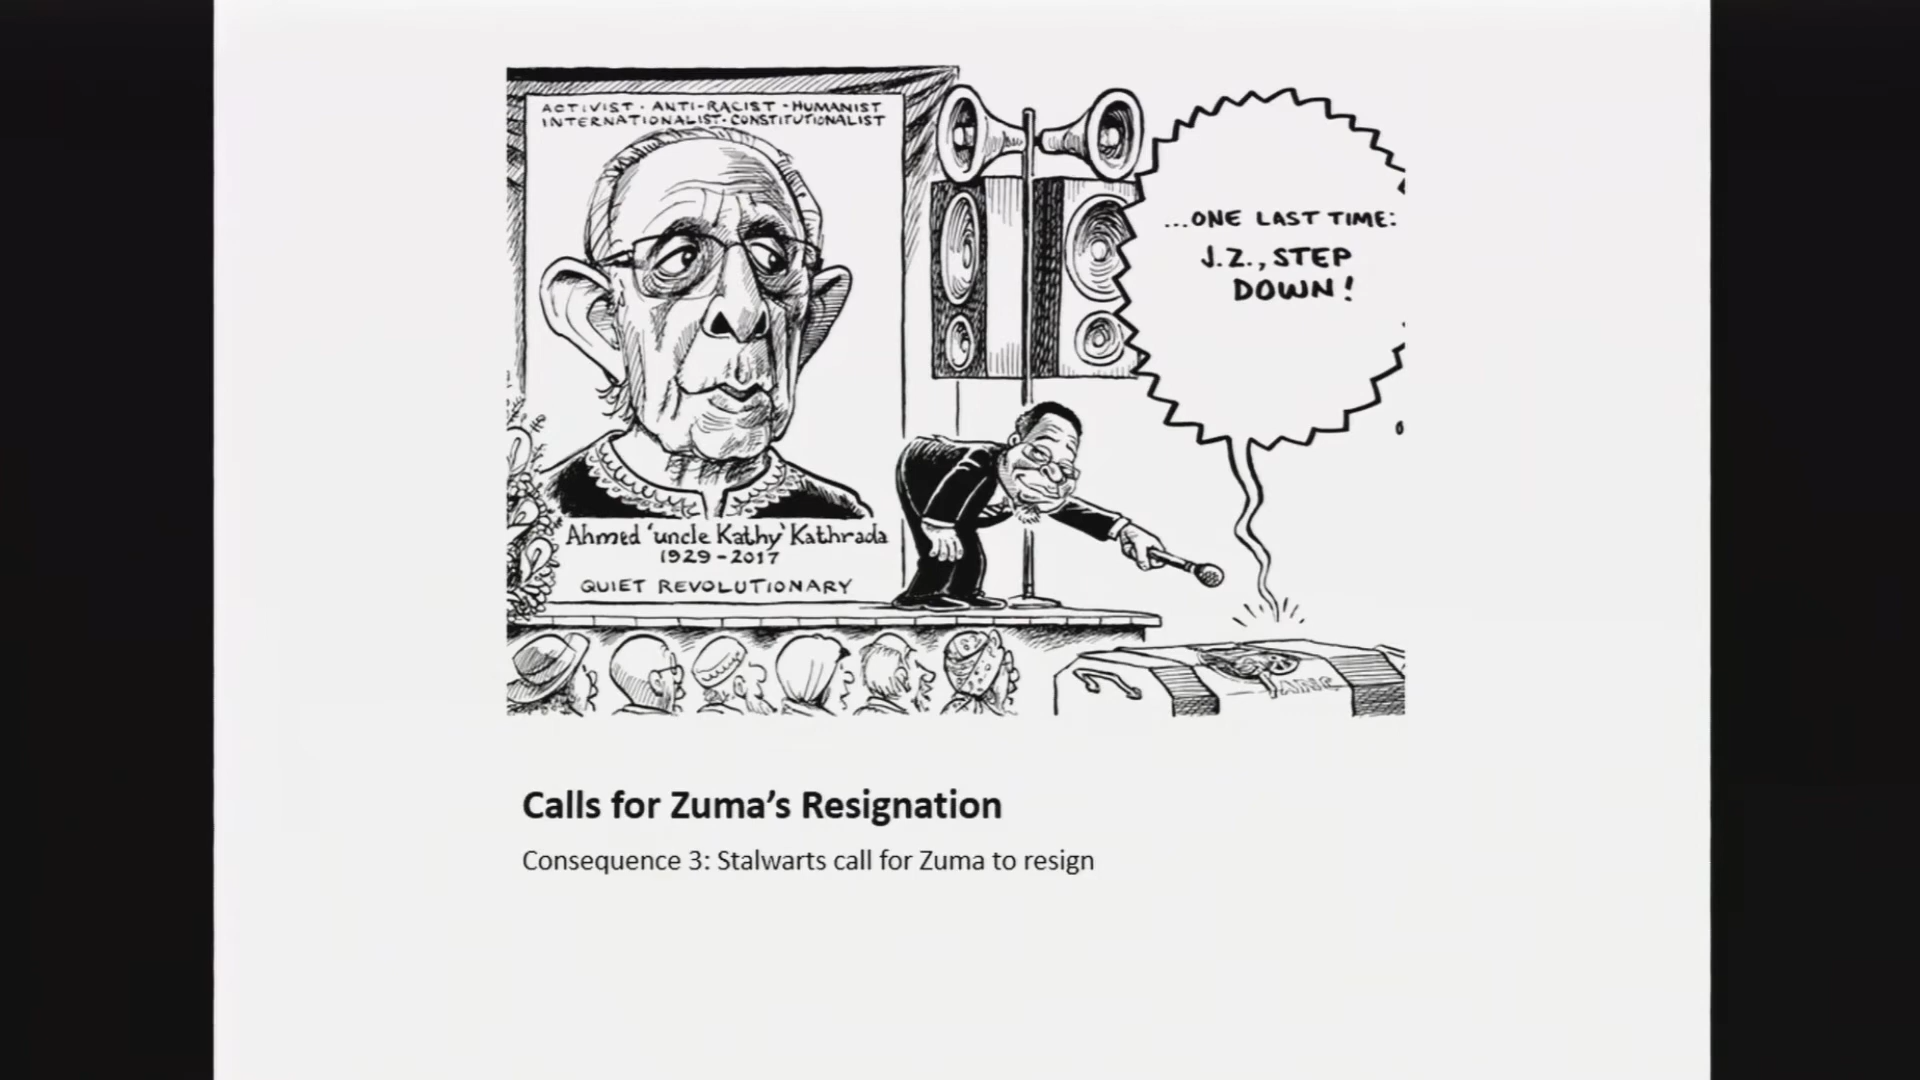 ACTIVIST · ANTI-RACIST · HUMANIST
INTERNATIONALIST · CONSTITUTIONALIST
...ONE LAST TIME:
J.Z., STEP
DOWN!
Ahmed 'uncle Kathy' Kathrada
1929 - 2017
QUIET REVOLUTIONARY
ANC
Calls for Zuma’s Resignation
Consequence 3: Stalwarts call for Zuma to resign